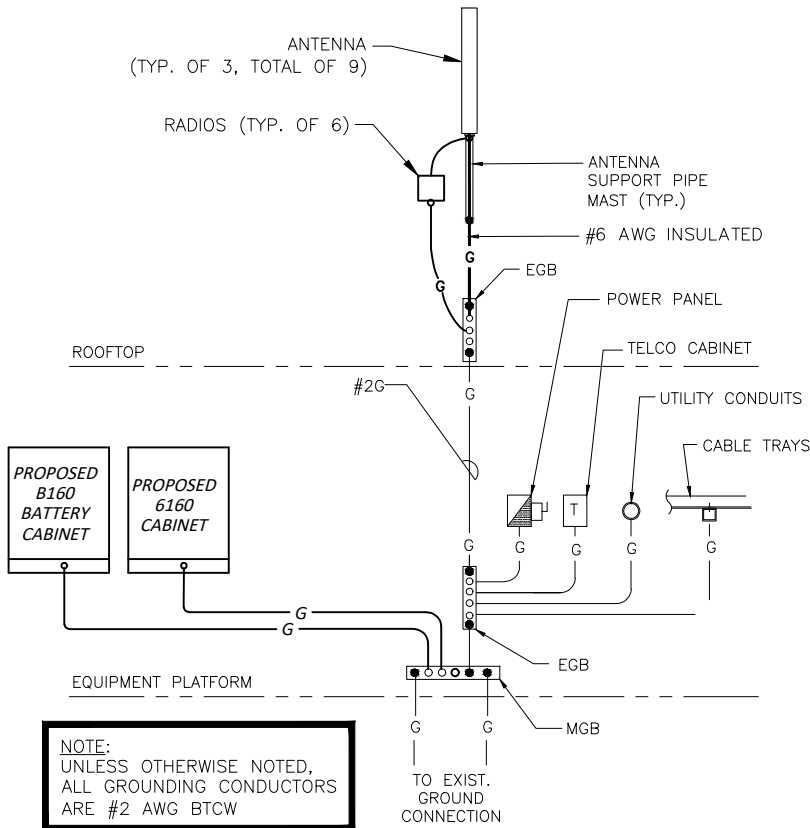 ANTENNA
(TYP. OF 3, TOTAL OF 9)
RADIOS (TYP. OF 6)
ANTENNA
SUPPORT PIPE
MAST (TYP.)
#6 AWG INSULATED
G
G
EGB
POWER PANEL
ROOFTOP
TELCO CABINET
#2G
G
UTILITY CONDUITS
CABLE TRAYS
PROPOSED
B160
BATTERY
CABINET
PROPOSED
6160
CABINET
T
G
G
G
G
G
G
G
EGB
EQUIPMENT PLATFORM
MGB
G
G
NOTE:
UNLESS OTHERWISE NOTED,
ALL GROUNDING CONDUCTORS
ARE #2 AWG BTCW
TO EXIST.
GROUND
CONNECTION